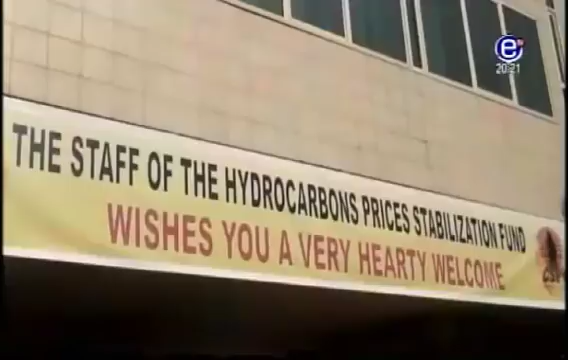 e
20:21
THE STAFF OF THE HYDROCARBONS PRICES STABILIZATION FUND
WISHES YOU A VERY HEARTY WELCOME